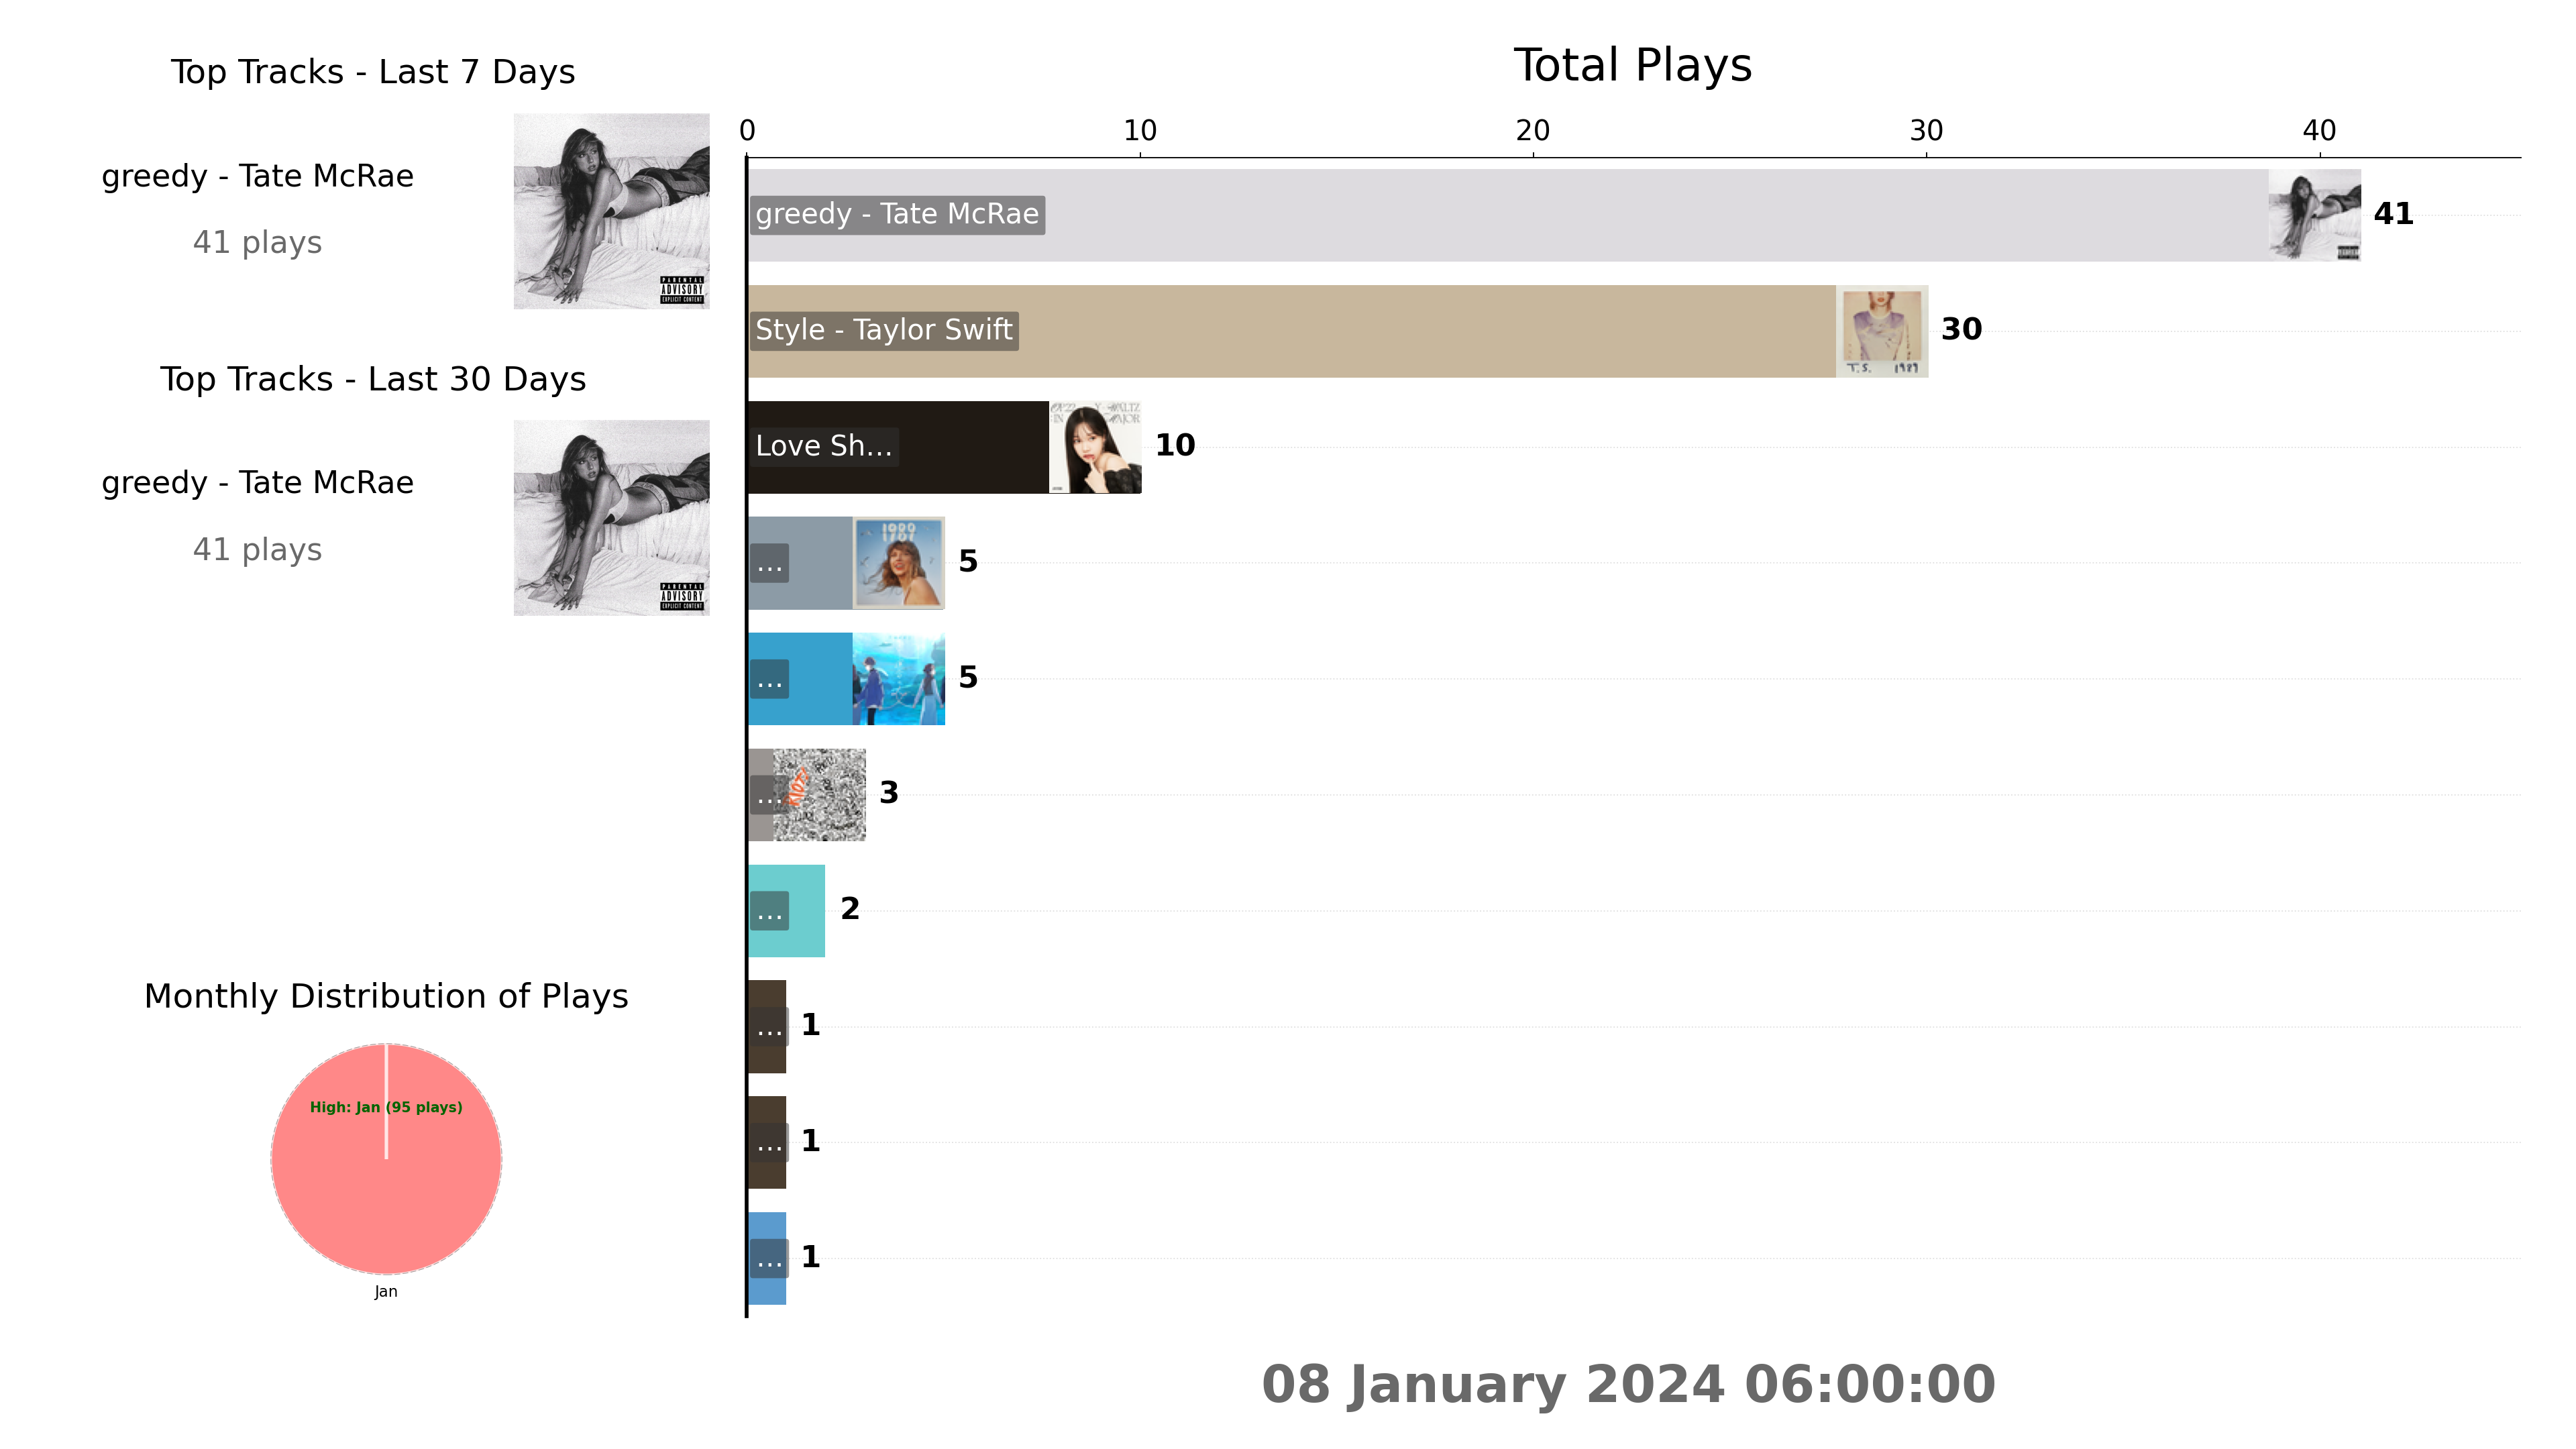 Top Tracks - Last 7 Days
greedy - Tate McRae
41 plays
PARENTAL
ADVISORY
EXPLICIT CONTENT
Top Tracks - Last 30 Days
greedy - Tate McRae
41 plays
PARENTAL
ADVISORY
EXPLICIT CONTENT
Monthly Distribution of Plays
High: Jan (95 plays)
Jan
Total Plays
0 10 20 30 40
greedy - Tate McRae 41
Style - Taylor Swift T.S. 1989 30
Love Sh... 10
... 5
... 5
... RIOT! 3
... 2
... 1
... 1
... 1
08 January 2024 06:00:00